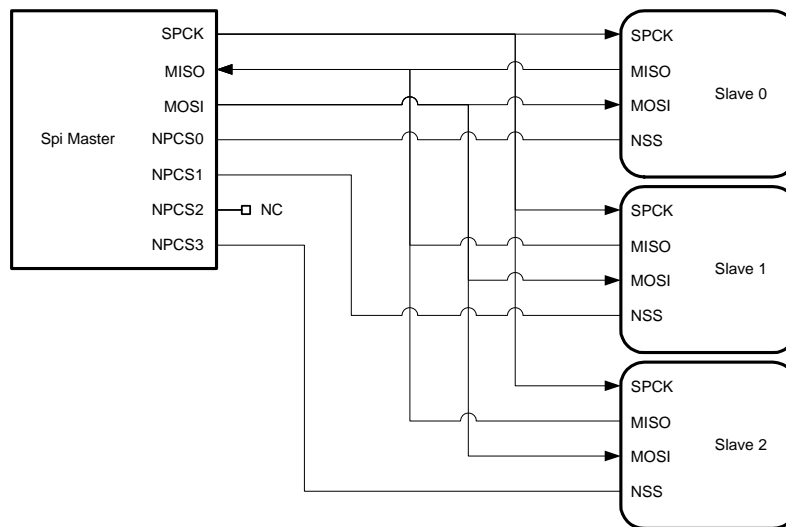 SPCK
MISO
MOSI
Spi Master
NPCS0
NPCS1
NPCS2
NC
NPCS3
SPCK
MISO
Slave 0
MOSI
NSS
SPCK
MISO
Slave 1
MOSI
NSS
SPCK
MISO
Slave 2
MOSI
NSS